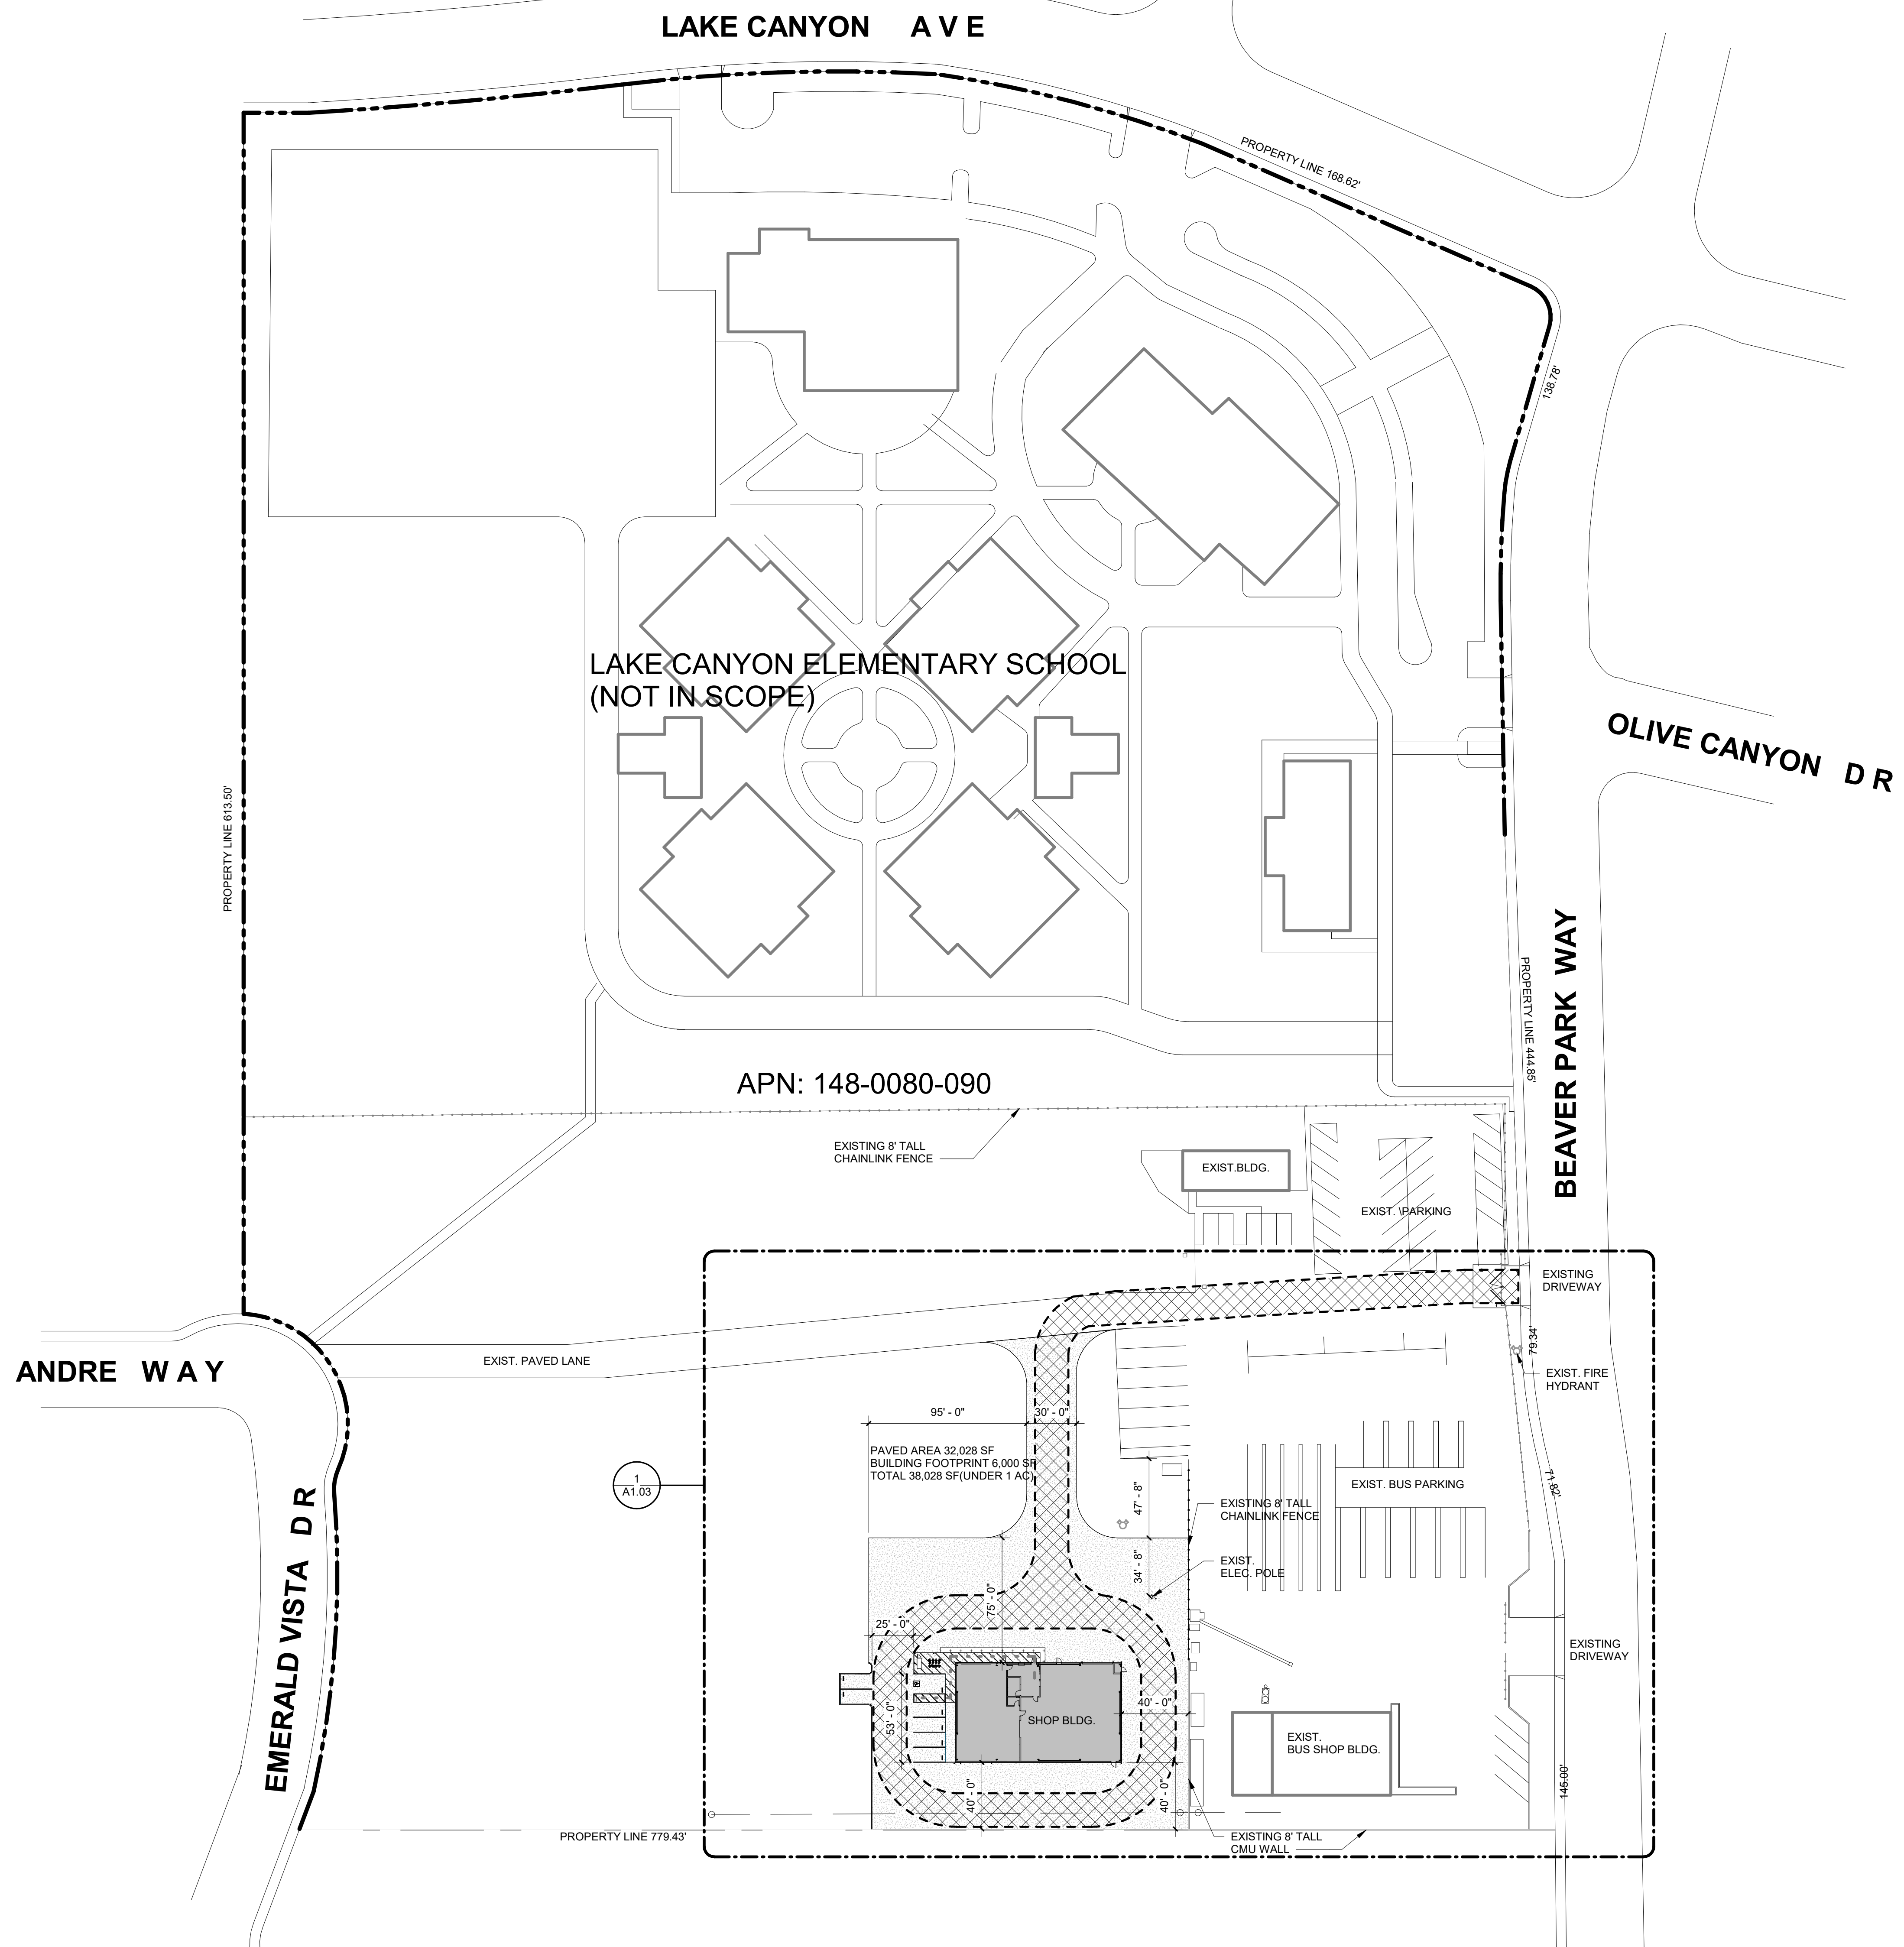 LAKE CANYON AVE
PROPERTY LINE 168.62'
138.78'
LAKE CANYON ELEMENTARY SCHOOL
(NOT IN SCOPE)
OLIVE CANYON DR
PROPERTY LINE 613.50'
BEAVER PARK WAY
PROPERTY LINE 444.85'
APN: 148-0080-090
EXISTING 8' TALL
CHAINLINK FENCE
EXIST.BLDG.
EXIST. \PARKING
EXISTING
DRIVEWAY
79.34'
ANDRE WAY
EXIST. PAVED LANE
EXIST. FIRE
HYDRANT
95' - 0"
30' - 0"
PAVED AREA 32,028 SF
BUILDING FOOTPRINT 6,000 SF
TOTAL 38,028 SF(UNDER 1 AC)
1
A1.03
47' - 8"
EXIST. BUS PARKING
71.82'
EXISTING 8' TALL
CHAINLINK FENCE
34' - 8"
EXIST.
ELEC. POLE
EMERALD VISTA DR
75' - 0"
25' - 0"
EXISTING
DRIVEWAY
53' - 0"
SHOP BLDG.
40' - 0"
EXIST.
BUS SHOP BLDG.
40' - 0"
40' - 0"
145.00'
PROPERTY LINE 779.43'
EXISTING 8' TALL
CMU WALL